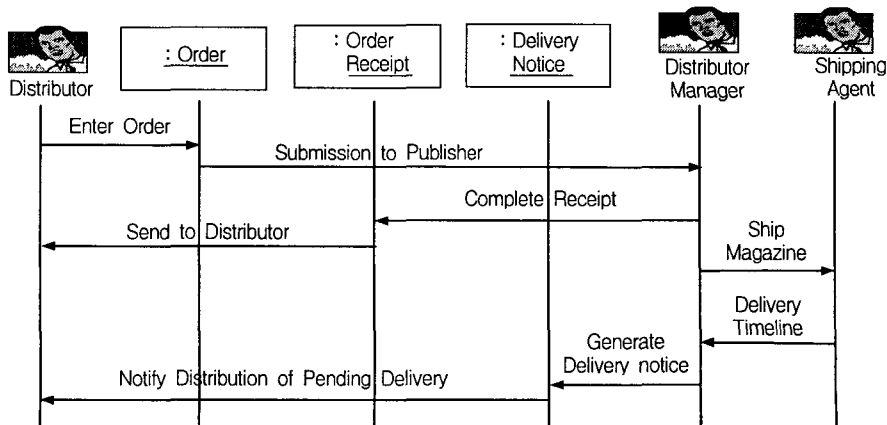 Distributor
: Order
: Order
Receipt
: Delivery
Notice
Distributor
Manager
Shipping
Agent
Enter Order
Submission to Publisher
Complete Receipt
Send to Distributor
Ship
Magazine
Delivery
Timeline
Generate
Delivery notice
Notify Distribution of Pending Delivery